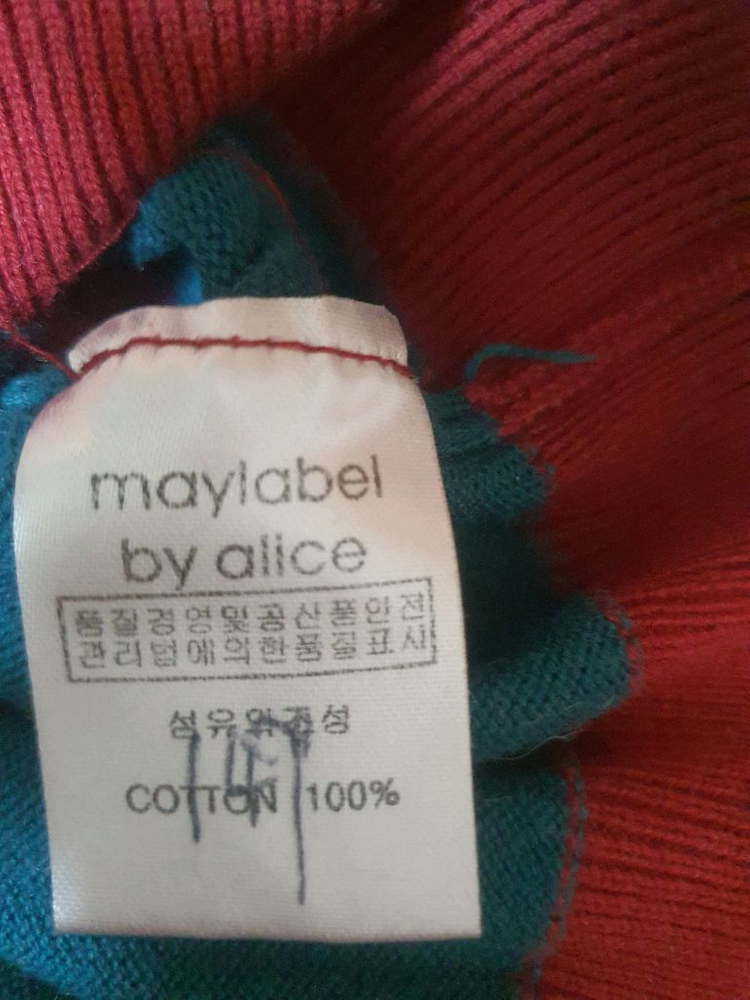 maylabel
by alice
품질경영및공산품안전
관리법에의한품질표시
섬유의조성
COTTON 100%